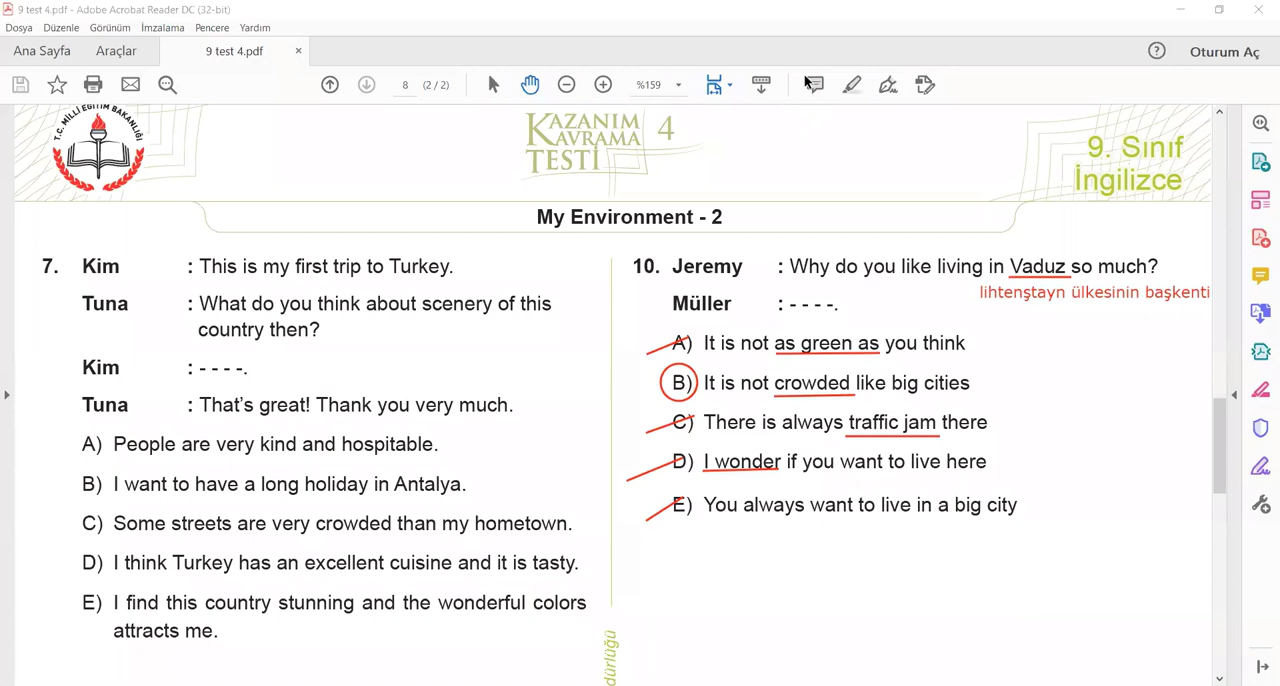 9 test 4.pdf - Adobe Acrobat Reader DC (32-bit)
Dosya Düzenle Görünüm İmzalama Pencere Yardım
Ana Sayfa Araçlar 9 test 4.pdf × Oturum Aç
8 (2 / 2) %159
T.C. MİLLÎ EĞİTİM BAKANLIĞI
KAZANIM
KAVRAMA
TESTİ
4
9. Sınıf
İngilizce
My Environment - 2
7. Kim : This is my first trip to Turkey.
Tuna : What do you think about scenery of this
country then?
Kim : - - - -.
Tuna : That's great! Thank you very much.
A) People are very kind and hospitable.
B) I want to have a long holiday in Antalya.
C) Some streets are very crowded than my hometown.
D) I think Turkey has an excellent cuisine and it is tasty.
E) I find this country stunning and the wonderful colors
attracts me.
10. Jeremy : Why do you like living in Vaduz so much?
lihtenştayn ülkesinin başkenti
Müller : - - - -.
A) It is not as green as you think
B) It is not crowded like big cities
C) There is always traffic jam there
D) I wonder if you want to live here
E) You always want to live in a big city
dürlüğü